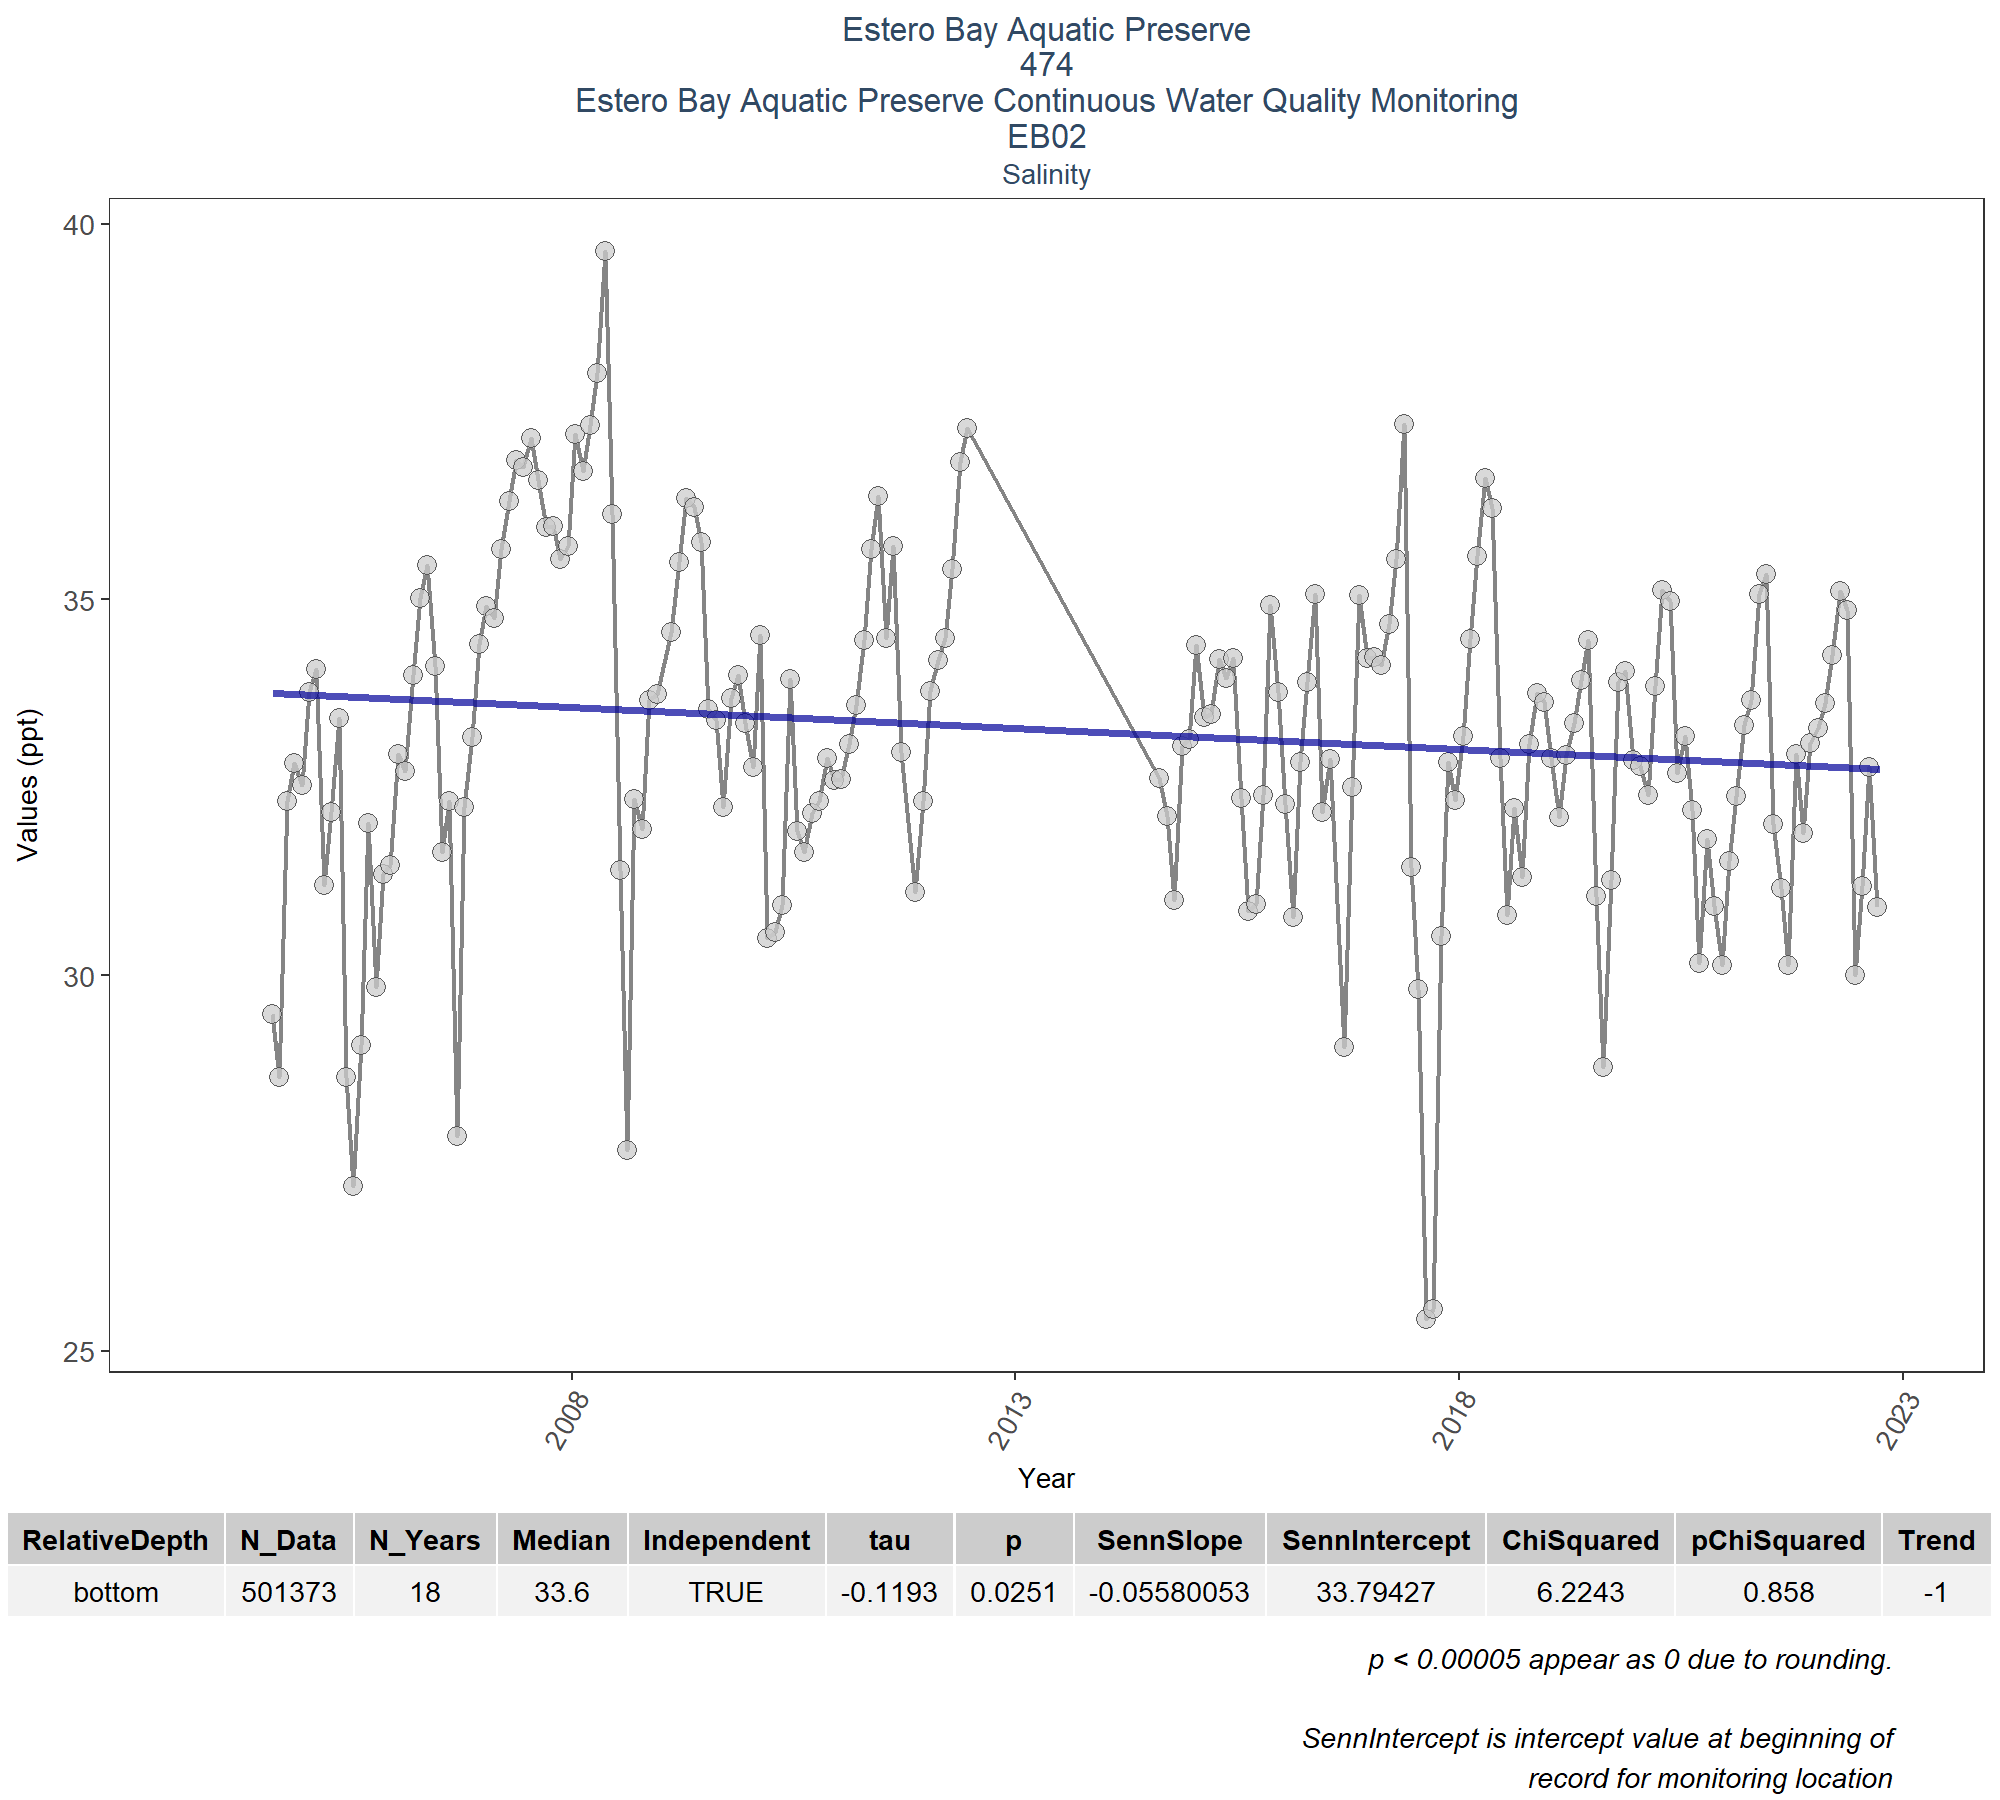 Estero Bay Aquatic Preserve
474
Estero Bay Aquatic Preserve Continuous Water Quality Monitoring
EB02
Salinity
40
35
30
25
Values (ppt)
2008
2013
2018
2023
Year
RelativeDepth N_Data N_Years Median Independent tau p SennSlope SennIntercept ChiSquared pChiSquared Trend
bottom 501373 18 33.6 TRUE -0.1193 0.0251 -0.05580053 33.79427 6.2243 0.858 -1
p < 0.00005 appear as 0 due to rounding.
SennIntercept is intercept value at beginning of
record for monitoring location